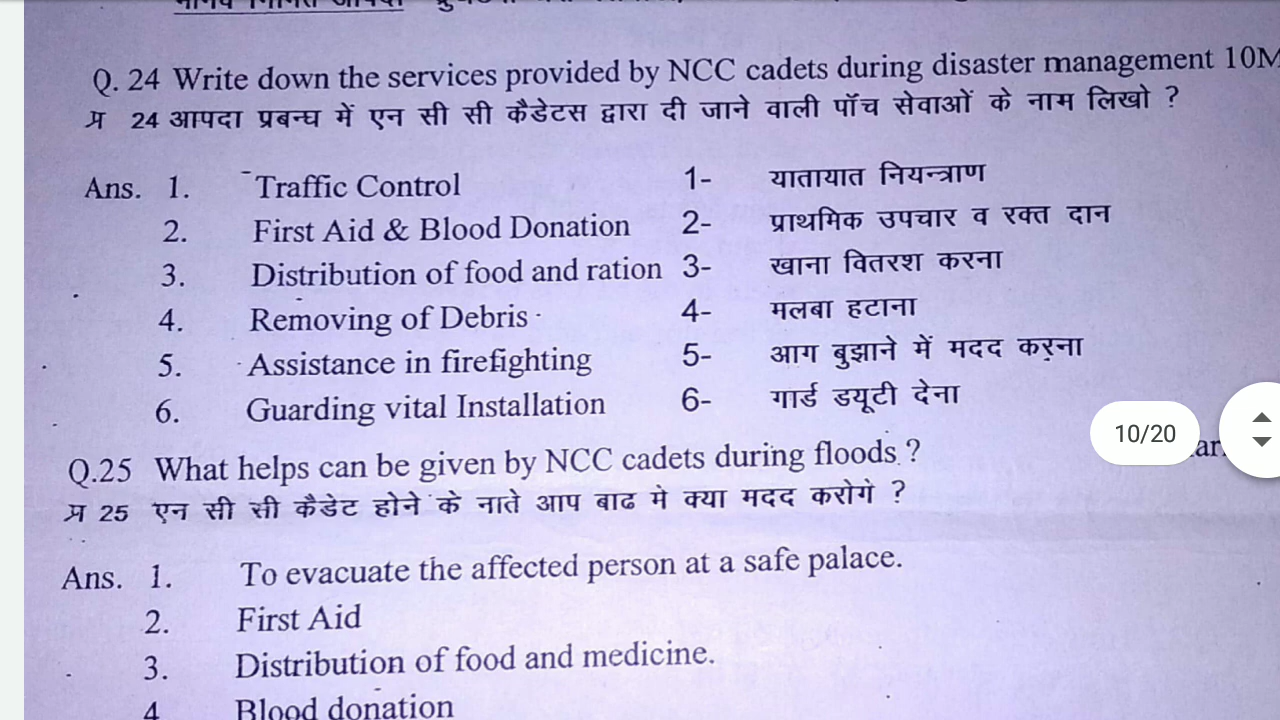 Q. 24 Write down the services provided by NCC cadets during disaster management 10M
प्र 24 आपदा प्रबन्घ में एन सी सी कैडेटस द्वारा दी जाने वाली पॉच सेवाओं के नाम लिखो ?
Ans. 1. Traffic Control 1- यातायात नियन्त्राण
2. First Aid & Blood Donation 2- प्राथमिक उपचार व रक्त दान
3. Distribution of food and ration 3- खाना वितरश करना
4. Removing of Debris 4- मलबा हटाना
5. Assistance in firefighting 5- आग बुझाने में मदद करना
6. Guarding vital Installation 6- गार्ड डयूटी देना
10/20
Q.25 What helps can be given by NCC cadets during floods ?
प्र 25 एन सी सी कैडेट होने के नाते आप बाढ मे क्या मदद करोगे ?
Ans. 1. To evacuate the affected person at a safe palace.
2. First Aid
3. Distribution of food and medicine.
4 Blood donation